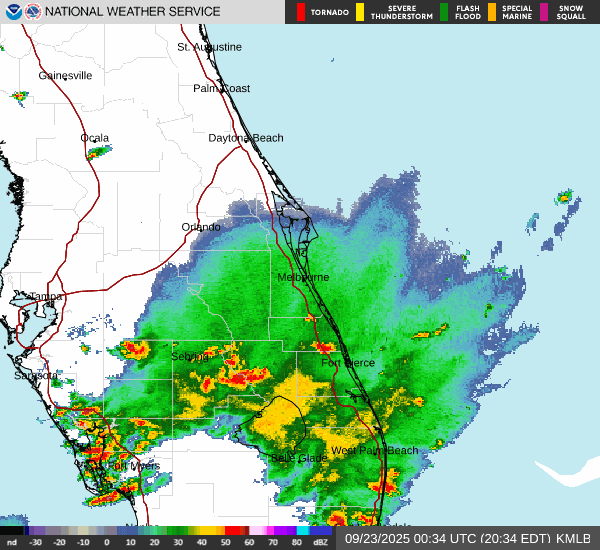 NATIONAL WEATHER SERVICE
TORNADO
SEVERE THUNDERSTORM
FLASH FLOOD
SPECIAL MARINE
SNOW SQUALL
St. Augustine
Gainesville
Palm Coast
Ocala
Daytona Beach
Orlando
Melbourne
Tampa
Sebring
Fort Pierce
Sarasota
West Palm Beach
Belle Glade
Fort Myers
nd -30 -20 -10 0 10 20 30 40 50 60 70 80 dBZ
09/23/2025 00:34 UTC (20:34 EDT) KMLB